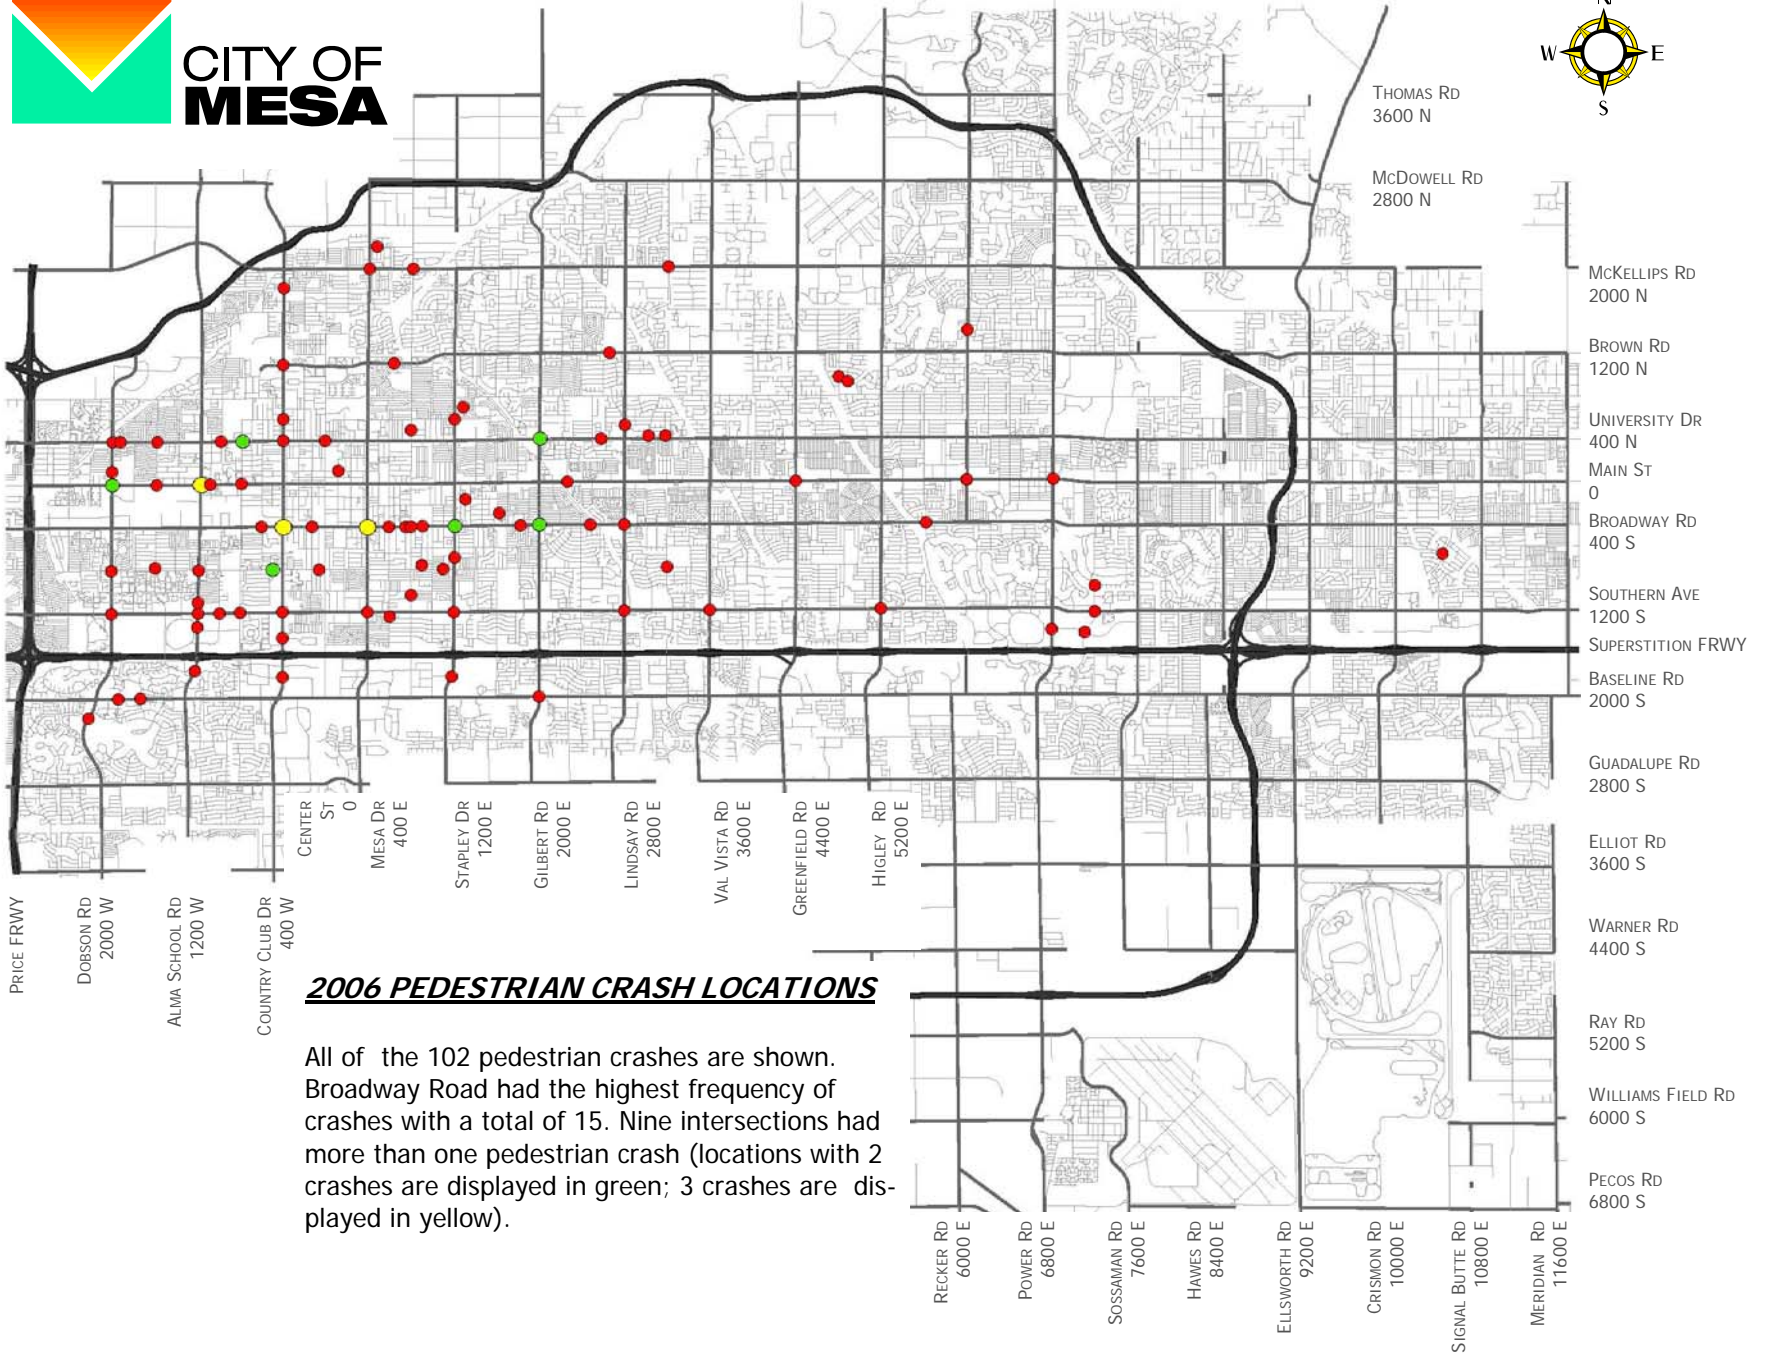 CITY OF
MESA
N
W
E
S
THOMAS RD
3600 N
MCDOWELL RD
2800 N
MCKELLIPS RD
2000 N
BROWN RD
1200 N
UNIVERSITY DR
400 N
MAIN ST
0
BROADWAY RD
400 S
SOUTHERN AVE
1200 S
SUPERSTITION FRWY
BASELINE RD
2000 S
GUADALUPE RD
2800 S
ELLIOT RD
3600 S
WARNER RD
4400 S
RAY RD
5200 S
WILLIAMS FIELD RD
6000 S
PECOS RD
6800 S
PRICE FRWY
DOBSON RD
2000 W
ALMA SCHOOL RD
1200 W
COUNTRY CLUB DR
400 W
CENTER
ST
0
MESA DR
400 E
STAPLEY DR
1200 E
GILBERT RD
2000 E
LINDSAY RD
2800 E
VAL VISTA RD
3600 E
GREENFIELD RD
4400 E
HIGLEY RD
5200 E
RECKER RD
6000 E
POWER RD
6800 E
SOSSAMAN RD
7600 E
HAWES RD
8400 E
ELLSWORTH RD
9200 E
CRISMON RD
10000 E
SIGNAL BUTTE RD
10800 E
MERIDIAN RD
11600 E
2006 PEDESTRIAN CRASH LOCATIONS
All of the 102 pedestrian crashes are shown.
Broadway Road had the highest frequency of
crashes with a total of 15. Nine intersections had
more than one pedestrian crash (locations with 2
crashes are displayed in green; 3 crashes are dis-
played in yellow).